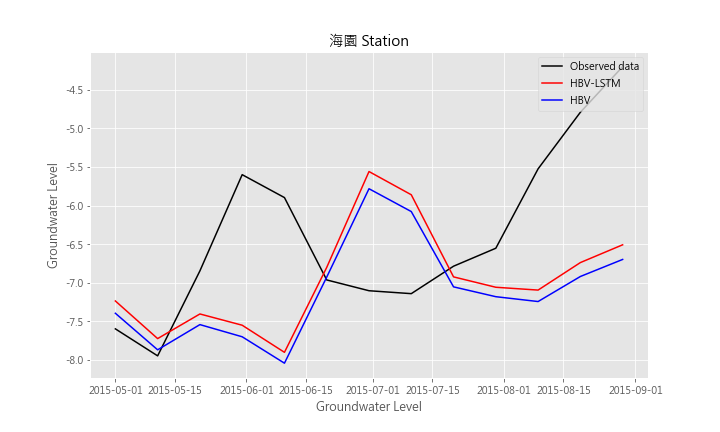 海園 Station
Observed data
HBV-LSTM
HBV
Groundwater Level
-4.5
-5.0
-5.5
-6.0
-6.5
-7.0
-7.5
-8.0
2015-05-01 2015-05-15 2015-06-01 2015-06-15 2015-07-01 2015-07-15 2015-08-01 2015-08-15 2015-09-01
Groundwater Level